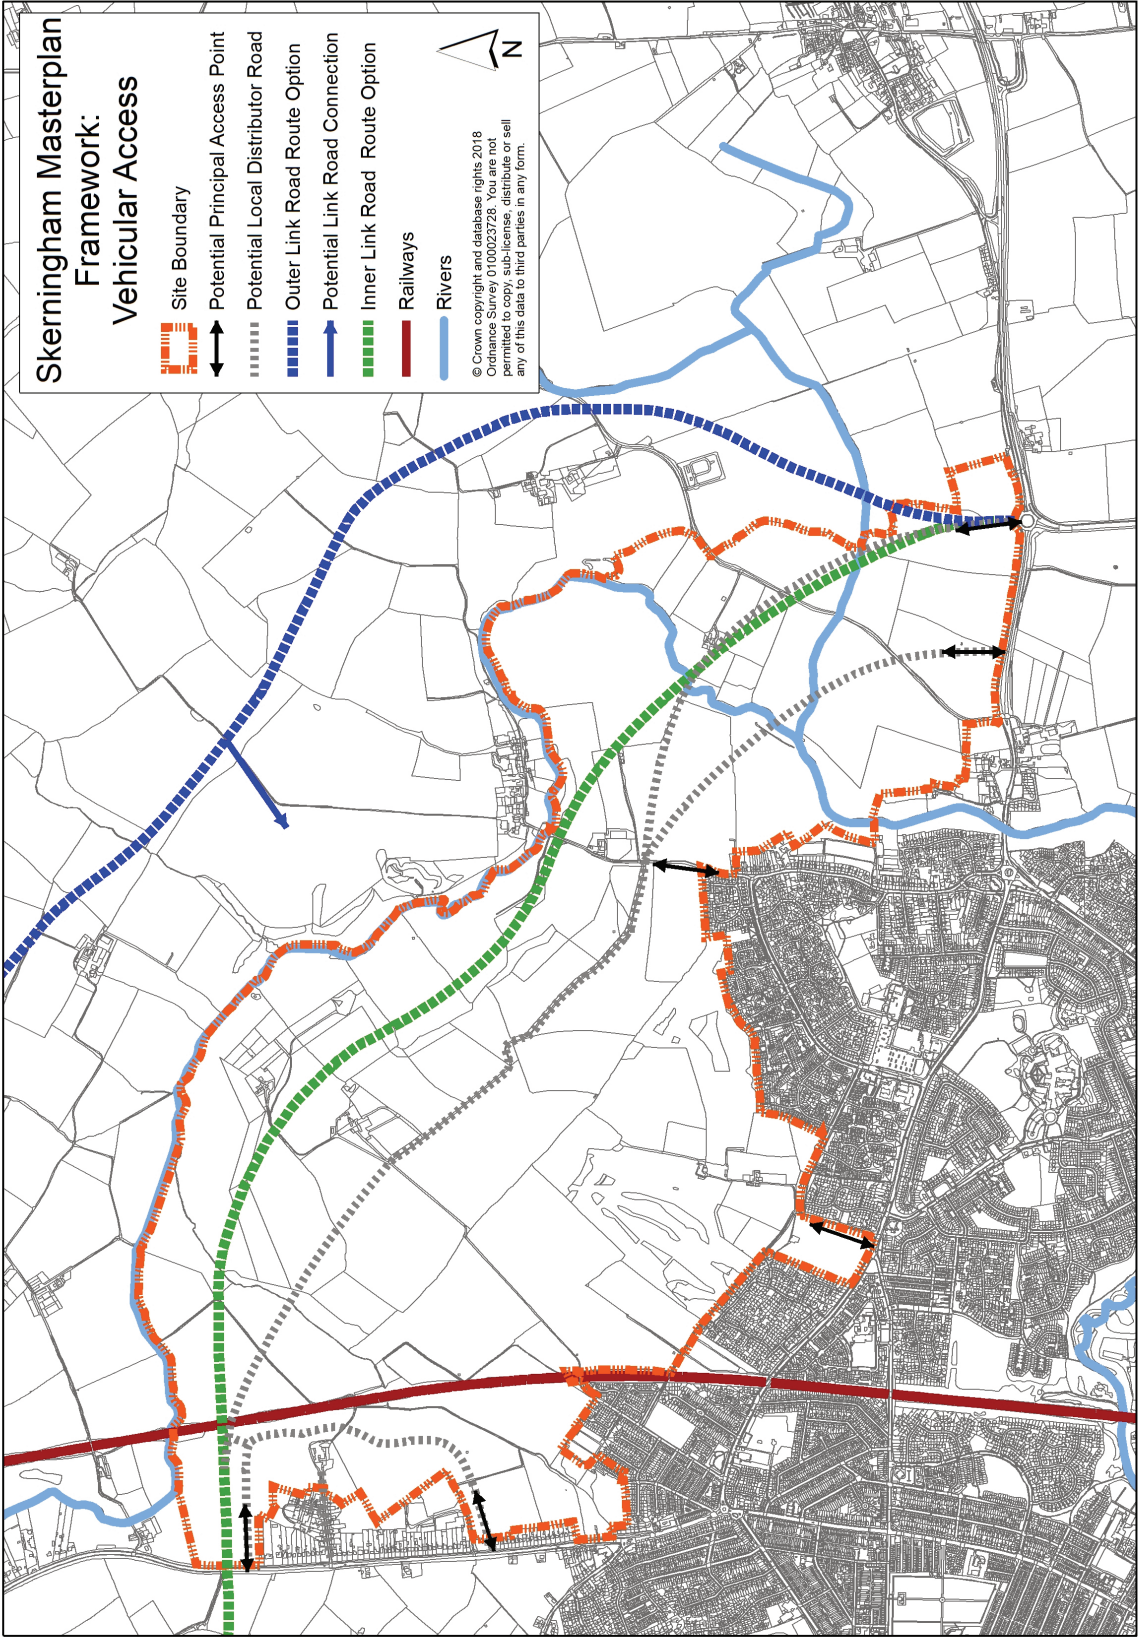 Skerningham Masterplan
Framework:
Vehicular Access
Site Boundary
Potential Principal Access Point
Potential Local Distributor Road
Outer Link Road Route Option
Potential Link Road Connection
Inner Link Road Route Option
Railways
Rivers
N
© Crown copyright and database rights 2018
Ordnance Survey 0100023728. You are not
permitted to copy, sub-license, distribute or sell
any of this data to third parties in any form.